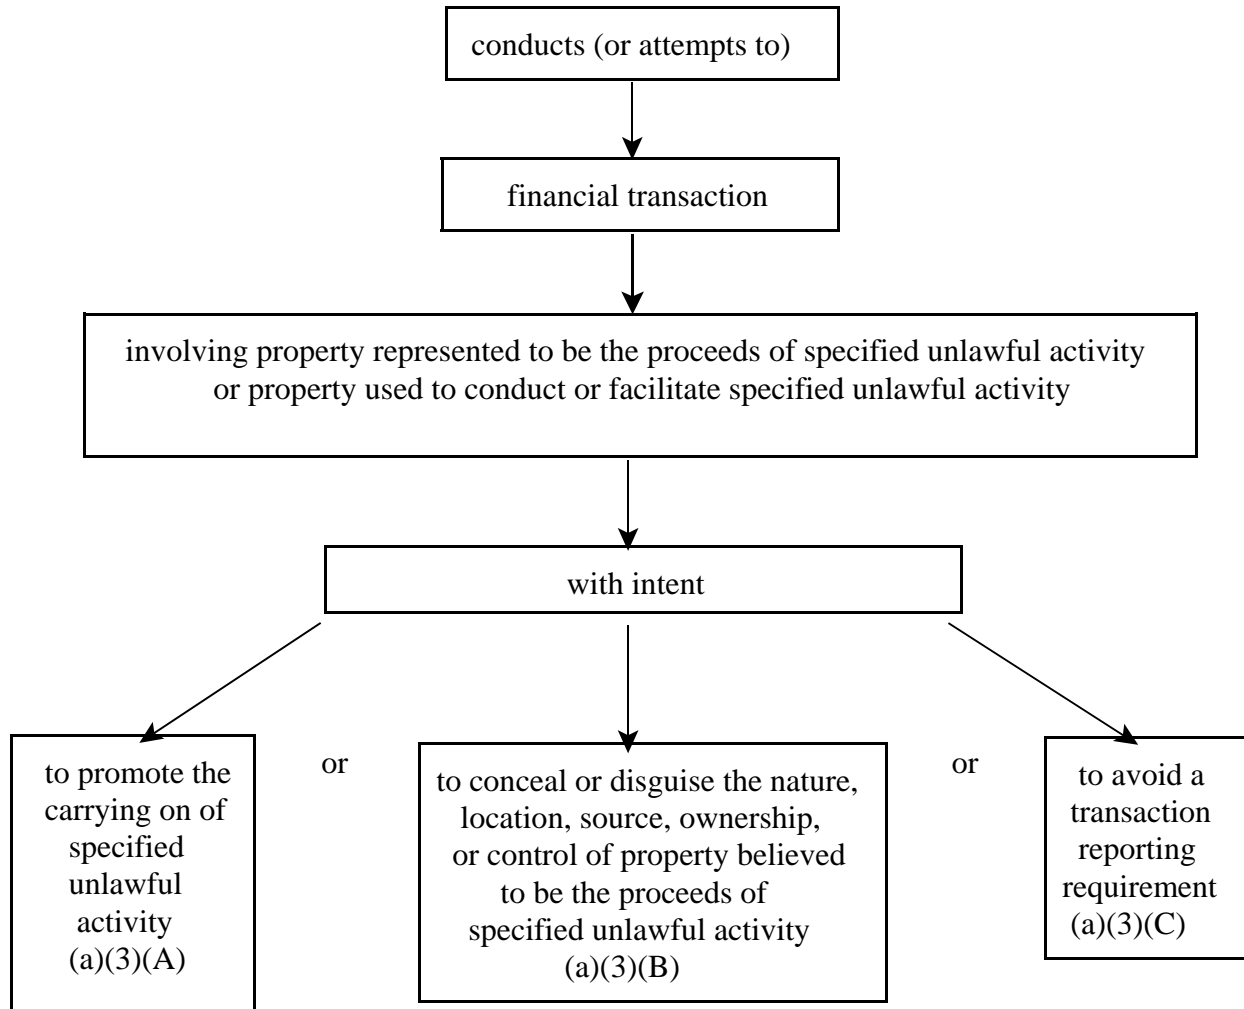 conducts (or attempts to)
financial transaction
involving property represented to be the proceeds of specified unlawful activity
or property used to conduct or facilitate specified unlawful activity
with intent
to promote the
carrying on of
specified
unlawful
activity
(a)(3)(A)
or
to conceal or disguise the nature,
location, source, ownership,
or control of property believed
to be the proceeds of
specified unlawful activity
(a)(3)(B)
or
to avoid a
transaction
reporting
requirement
(a)(3)(C)